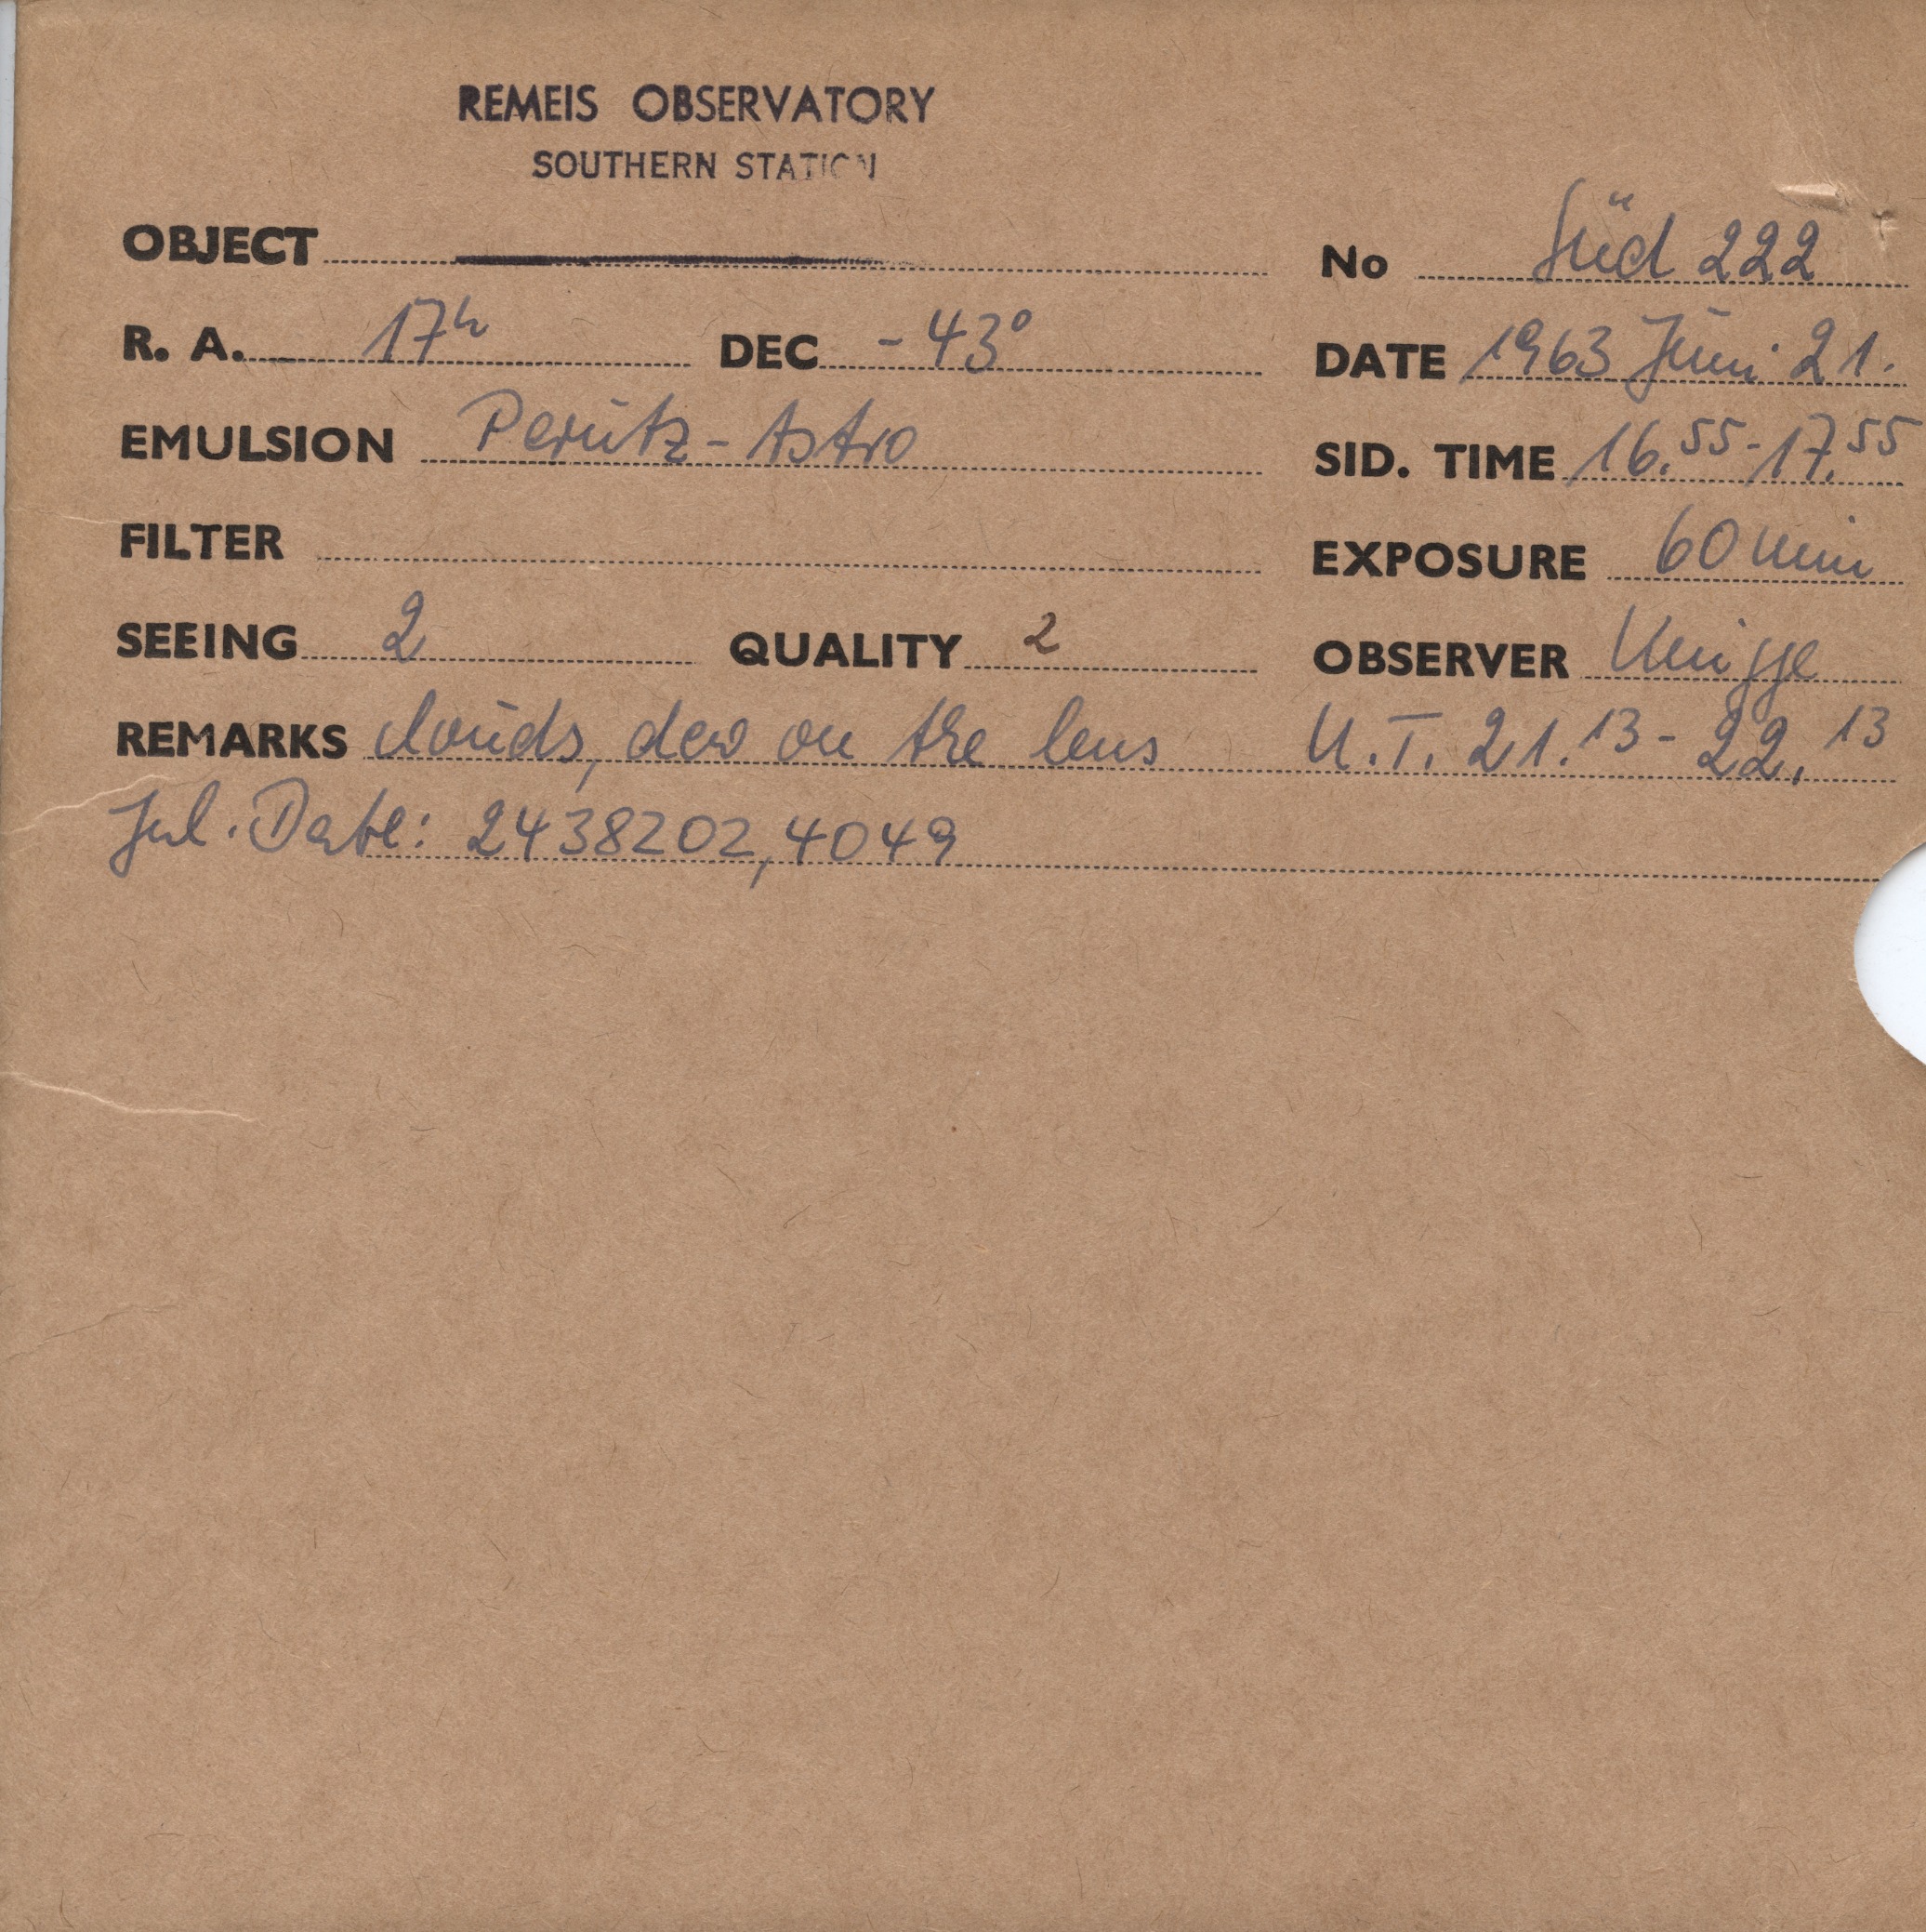 REMEIS OBSERVATORY
SOUTHERN STATION
OBJECT No Süd 222
R. A. 17h DEC -43° DATE 1963 Juni 21.
EMULSION Perutz-Astro SID. TIME 16.55-17.55
FILTER EXPOSURE 60 min
SEEING 2 QUALITY 2 OBSERVER
REMARKS clouds, dew on the lens U.T. 21.13-22.13
Jul. Date: 2438202,4049